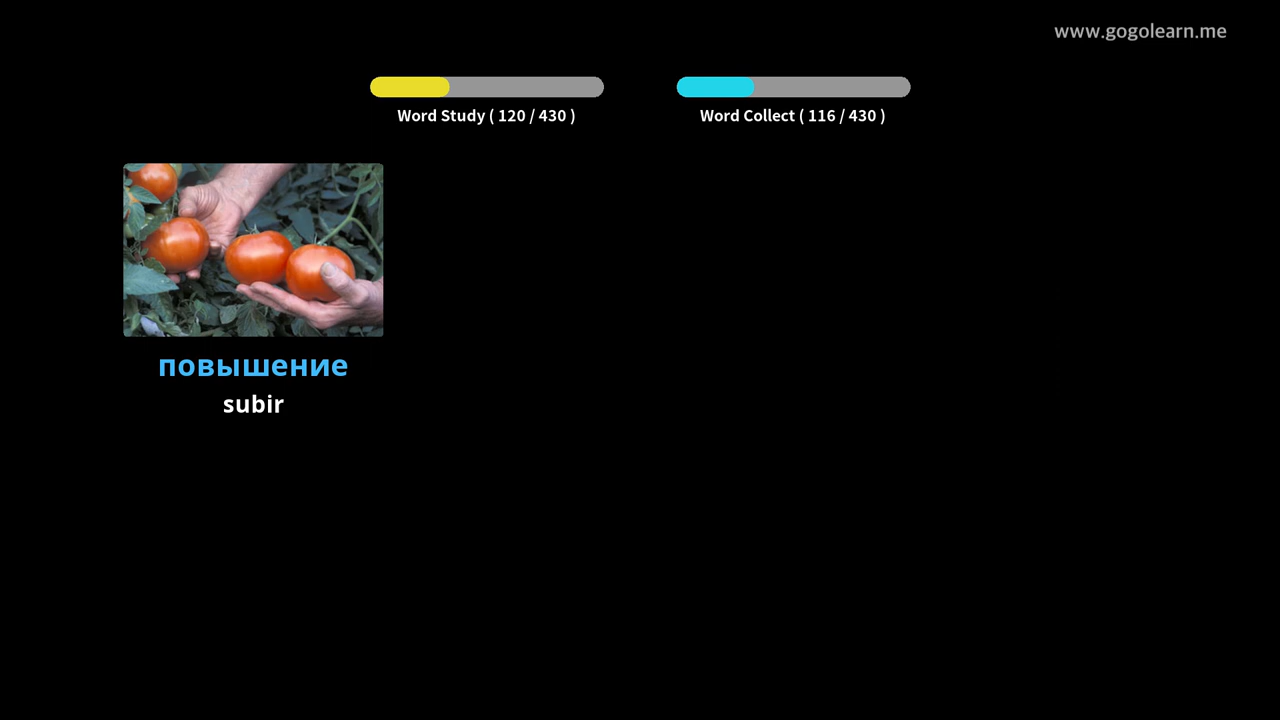 www.gogolearn.me
Word Study ( 120 / 430 )
Word Collect ( 116 / 430 )
повышение
subir